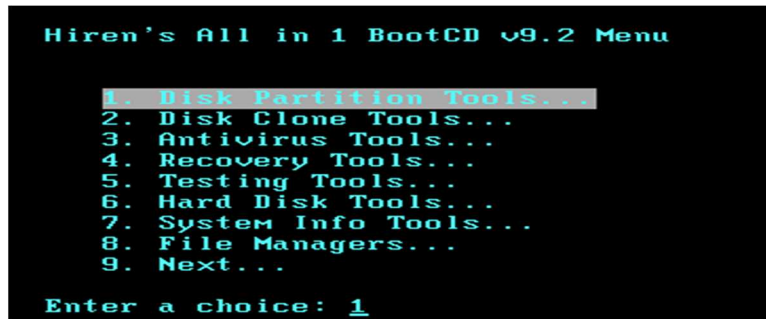 Hiren's All in 1 BootCD v9.2 Menu
1. Disk Partition Tools...
2. Disk Clone Tools...
3. Antivirus Tools...
4. Recovery Tools...
5. Testing Tools...
6. Hard Disk Tools...
7. System Info Tools...
8. File Managers...
9. Next...
Enter a choice: 1